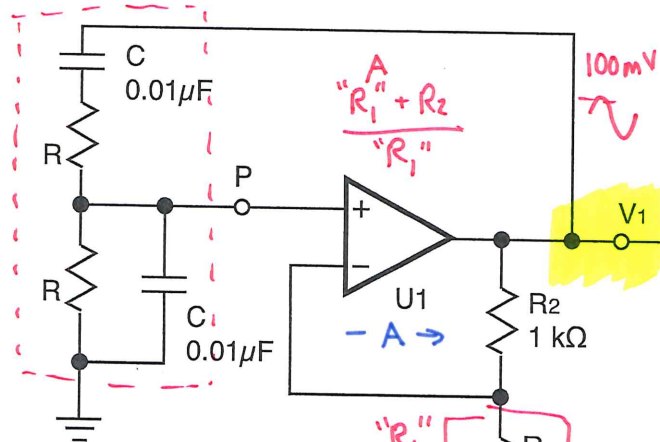 C
0.01µF
R
P
+
−
R
C
0.01µF
A
"R₁" + R₂
"R₁"
100mV
V1
U1
− A →
R2
1 kΩ
"R₁"
R